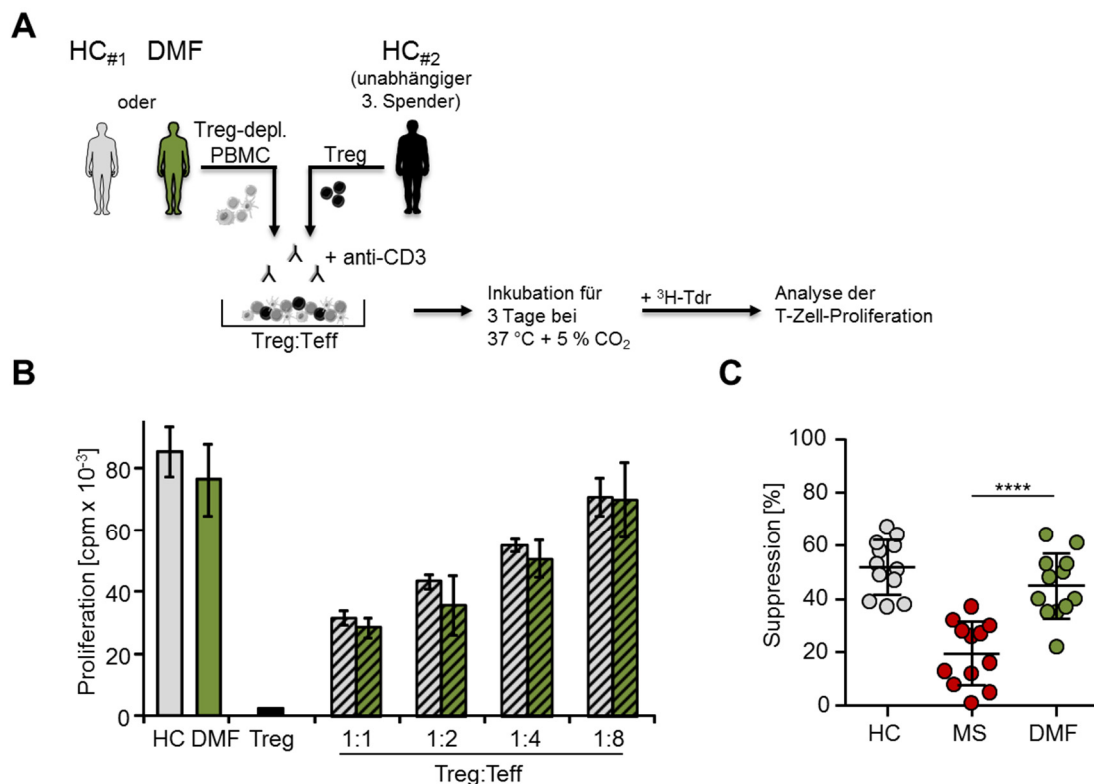 A
HC#1 DMF
oder
HC#2
(unabhängiger
3. Spender)
Treg-depl.
PBMC
Treg
+ anti-CD3
Treg:Teff
Inkubation für
3 Tage bei
37 °C + 5 % CO2
+ ³H-Tdr
Analyse der
T-Zell-Proliferation
B
Proliferation [cpm x 10-3]
80
60
40
20
0
HC DMF Treg 1:1 1:2 1:4 1:8
Treg:Teff
C
Suppression [%]
100
80
60
40
20
0
****
HC MS DMF